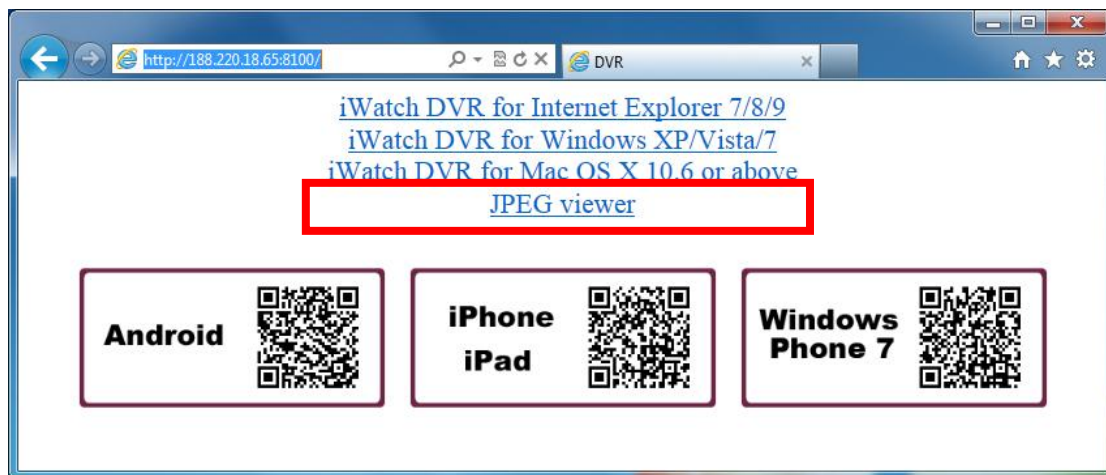 http://188.220.18.65:8100/
DVR
iWatch DVR for Internet Explorer 7/8/9
iWatch DVR for Windows XP/Vista/7
iWatch DVR for Mac OS X 10.6 or above
JPEG viewer
Android
iPhone
iPad
Windows
Phone 7